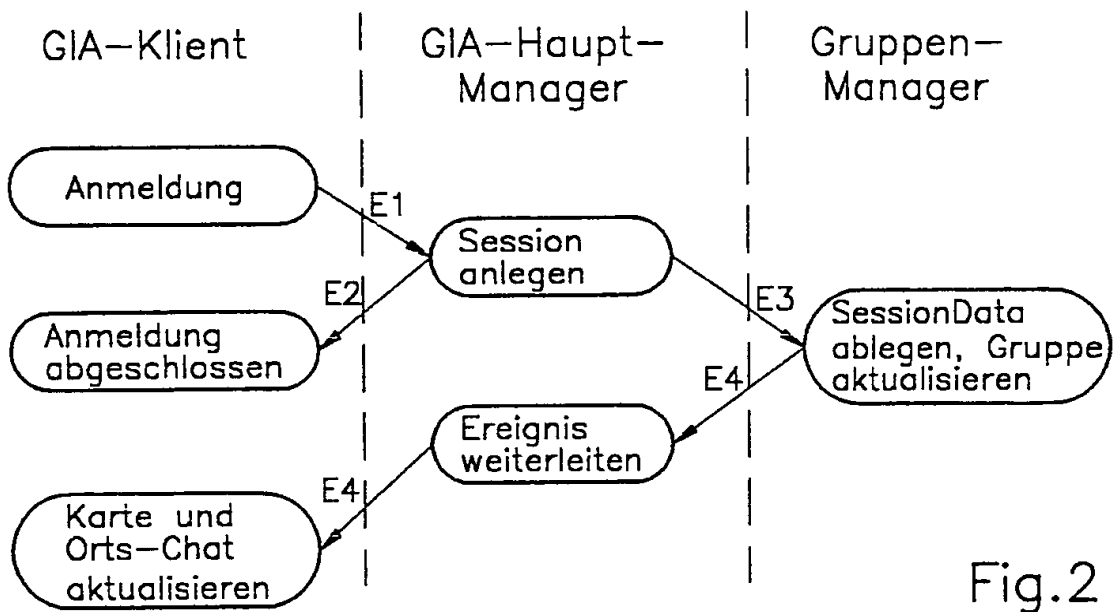 GIA-Klient
GIA-Haupt-
Manager
Gruppen-
Manager
Anmeldung
E1
Session
anlegen
E2
E3
Anmeldung
abgeschlossen
SessionData
ablegen, Gruppe
aktualisieren
E4
Ereignis
weiterleiten
E4
Karte und
Orts-Chat
aktualisieren
Fig.2